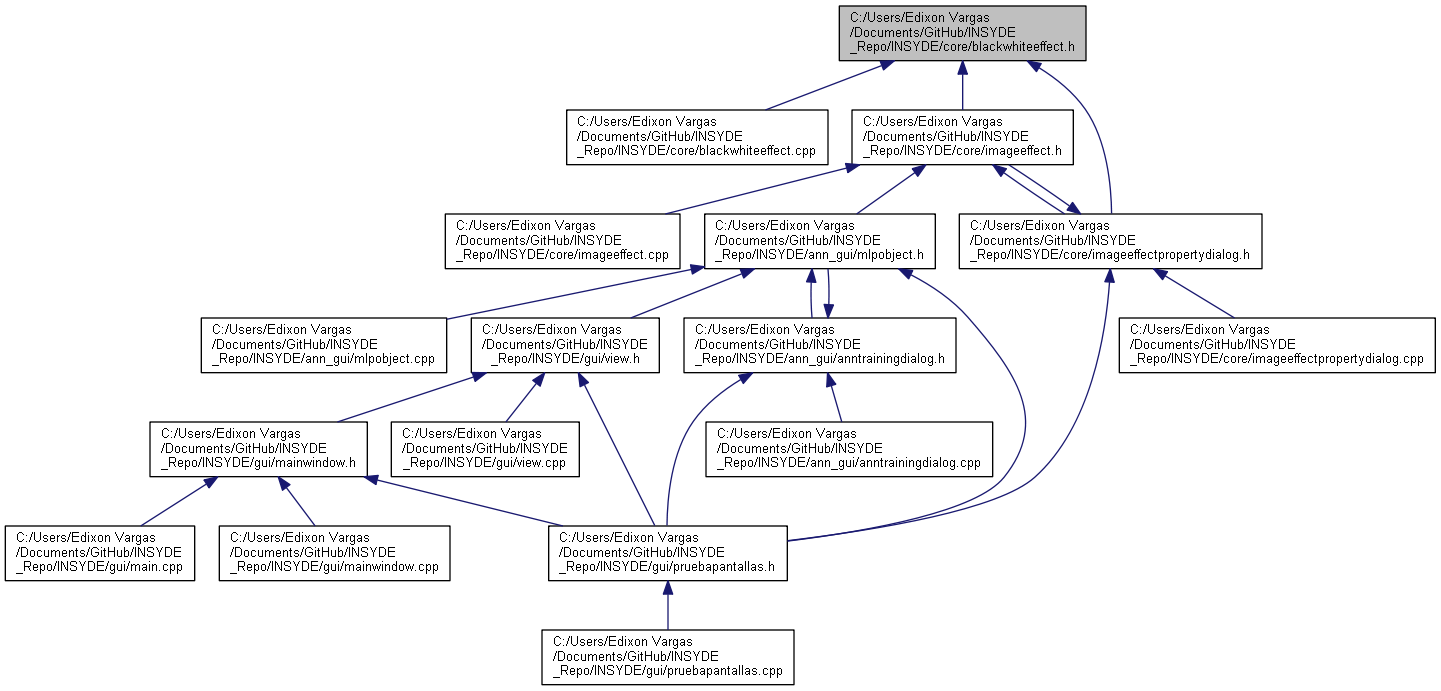 C:/Users/Edixon Vargas
/Documents/GitHub/INSYDE
_Repo/INSYDE/core/blackwhiteeffect.h
C:/Users/Edixon Vargas
/Documents/GitHub/INSYDE
_Repo/INSYDE/core/blackwhiteeffect.cpp
C:/Users/Edixon Vargas
/Documents/GitHub/INSYDE
_Repo/INSYDE/core/imageeffect.h
C:/Users/Edixon Vargas
/Documents/GitHub/INSYDE
_Repo/INSYDE/core/imageeffect.cpp
C:/Users/Edixon Vargas
/Documents/GitHub/INSYDE
_Repo/INSYDE/ann_gui/mlpobject.h
C:/Users/Edixon Vargas
/Documents/GitHub/INSYDE
_Repo/INSYDE/core/imageeffectpropertydialog.h
C:/Users/Edixon Vargas
/Documents/GitHub/INSYDE
_Repo/INSYDE/ann_gui/mlpobject.cpp
C:/Users/Edixon Vargas
/Documents/GitHub/INSYDE
_Repo/INSYDE/gui/view.h
C:/Users/Edixon Vargas
/Documents/GitHub/INSYDE
_Repo/INSYDE/ann_gui/anntrainingdialog.h
C:/Users/Edixon Vargas
/Documents/GitHub/INSYDE
_Repo/INSYDE/core/imageeffectpropertydialog.cpp
C:/Users/Edixon Vargas
/Documents/GitHub/INSYDE
_Repo/INSYDE/gui/mainwindow.h
C:/Users/Edixon Vargas
/Documents/GitHub/INSYDE
_Repo/INSYDE/gui/view.cpp
C:/Users/Edixon Vargas
/Documents/GitHub/INSYDE
_Repo/INSYDE/ann_gui/anntrainingdialog.cpp
C:/Users/Edixon Vargas
/Documents/GitHub/INSYDE
_Repo/INSYDE/gui/main.cpp
C:/Users/Edixon Vargas
/Documents/GitHub/INSYDE
_Repo/INSYDE/gui/mainwindow.cpp
C:/Users/Edixon Vargas
/Documents/GitHub/INSYDE
_Repo/INSYDE/gui/pruebapantallas.h
C:/Users/Edixon Vargas
/Documents/GitHub/INSYDE
_Repo/INSYDE/gui/pruebapantallas.cpp